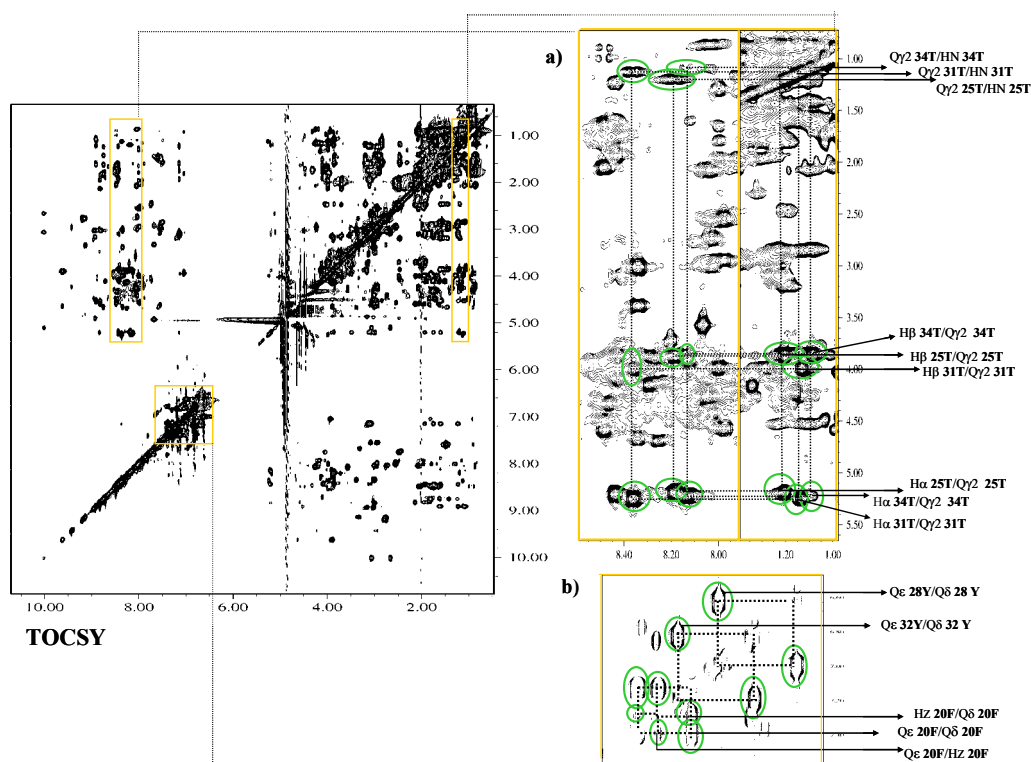 a)
Qγ2 34T/HN 34T
Qγ2 31T/HN 31T
Qγ2 25T/HN 25T
1.00
1.50
2.00
2.50
3.00
3.50
4.00
4.50
5.00
5.50
Hβ 34T/Qγ2 34T
Hβ 25T/Qγ2 25T
Hβ 31T/Qγ2 31T
Hα 25T/Qγ2 25T
Hα 34T/Qγ2 34T
Hα 31T/Qγ2 31T
8.40 8.20 8.00 1.20 1.00
1.00
2.00
3.00
4.00
5.00
6.00
7.00
8.00
9.00
10.00
10.00 8.00 6.00 4.00 2.00
TOCSY
b)
Qε 28Y/Qδ 28 Y
Qε 32Y/Qδ 32 Y
Hz 20F/Qδ 20F
Qε 20F/Qδ 20F
Qε 20F/Hz 20F